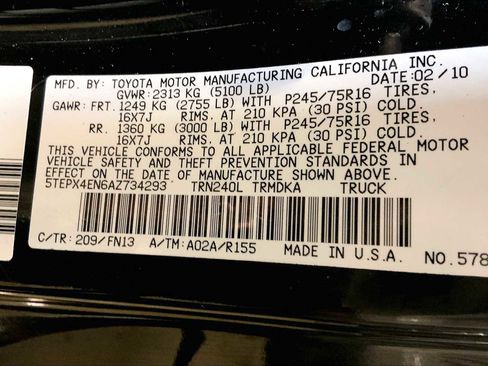 MFD. BY: TOYOTA MOTOR MANUFACTURING CALIFORNIA INC.
GVWR: 2313 KG (5100 LB) DATE: 02/10
GAWR: FRT. 1249 KG (2755 LB) WITH P245/75R16 TIRES,
16X7J RIMS. AT 210 KPA (30 PSI) COLD.
RR. 1360 KG (3000 LB) WITH P245/75R16 TIRES,
16X7J RIMS. AT 210 KPA (30 PSI) COLD.
THIS VEHICLE CONFORMS TO ALL APPLICABLE FEDERAL MOTOR
VEHICLE SAFETY AND THEFT PREVENTION STANDARDS IN
EFFECT ON THE DATE OF MANUFACTURE SHOWN ABOVE.
5TEPX4EN6AZ734293 TRN240L TRMDKA TRUCK
C/TR: 209/FN13 A/TM: A02A/R155 MADE IN U.S.A. NO. 578